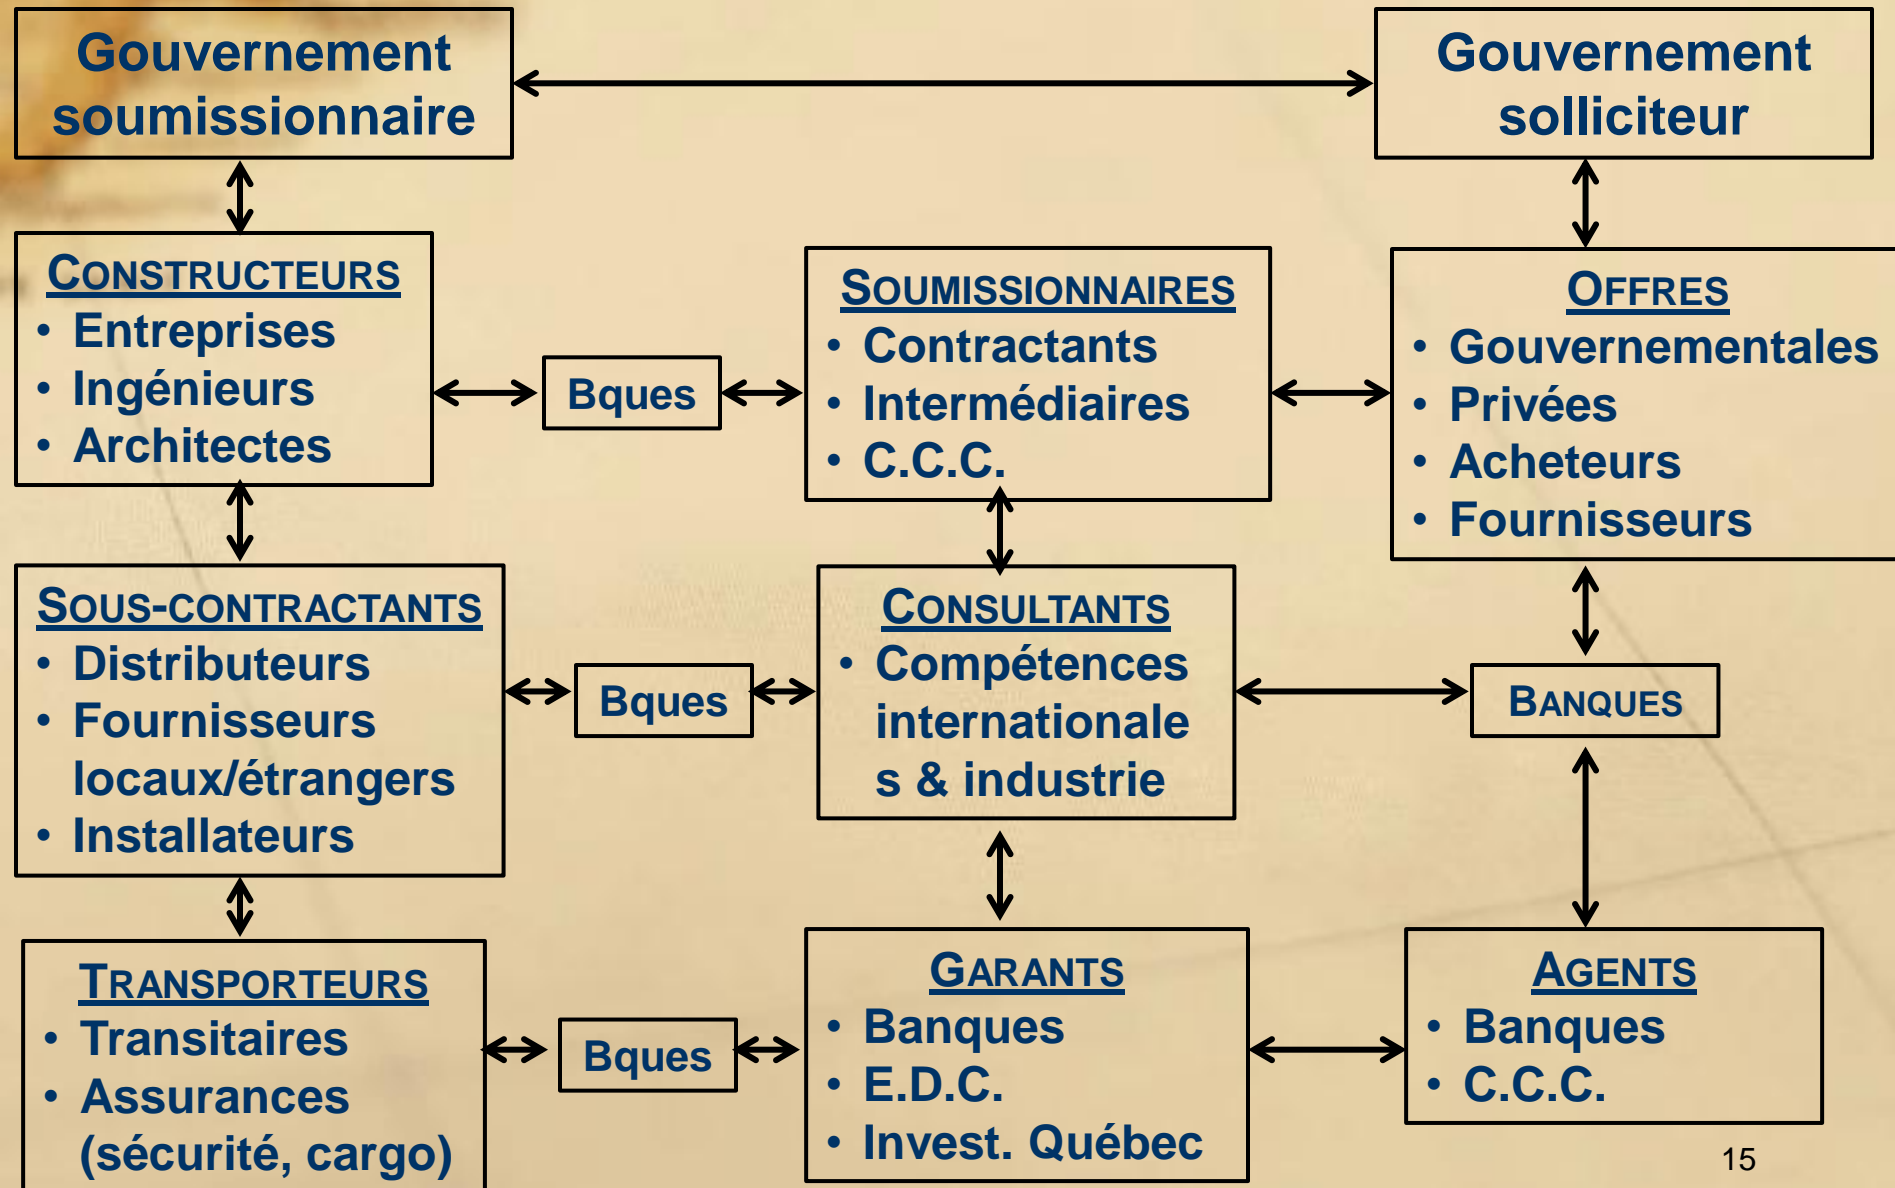 Gouvernement
soumissionnaire
Gouvernement
solliciteur
CONSTRUCTEURS
• Entreprises
• Ingénieurs
• Architectes
Bques
SOUMISSIONNAIRES
• Contractants
• Intermédiaires
• C.C.C.
OFFRES
• Gouvernementales
• Privées
• Acheteurs
• Fournisseurs
SOUS-CONTRACTANTS
• Distributeurs
• Fournisseurs
locaux/étrangers
• Installateurs
Bques
CONSULTANTS
• Compétences
internationale
s & industrie
BANQUES
TRANSPORTEURS
• Transitaires
• Assurances
(sécurité, cargo)
Bques
GARANTS
• Banques
• E.D.C.
• Invest. Québec
AGENTS
• Banques
• C.C.C.
15